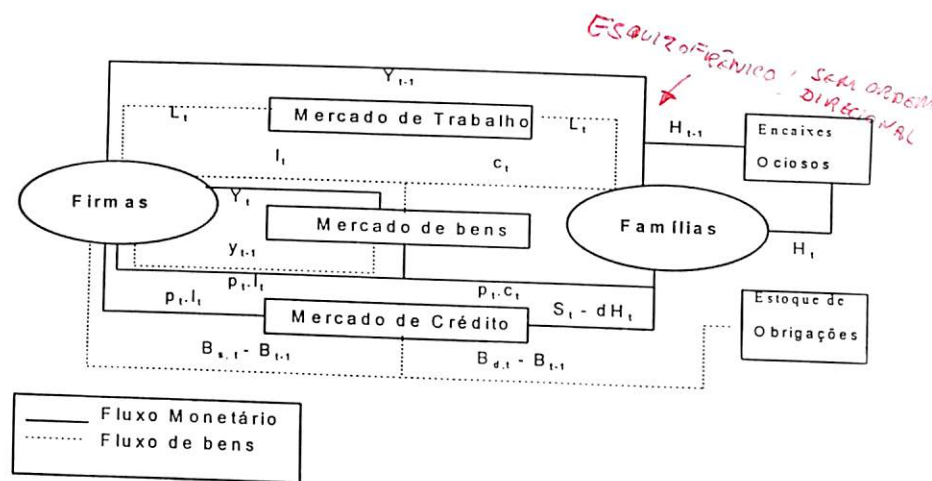 ESQUIZOFRÊNICO! SEM ORDEM
DIRECIONAL
Y t-1
L t
Mercado de Trabalho
L t
H t-1
Encaixes
Ociosos
I t
c t
Firmas
Y t
Mercado de bens
Famílias
H t
y t-1
p t . I t
p t . c t
p t . I t
Mercado de Crédito
S t - dH t
Estoque de
Obrigações
B s, t - B t-1
B d,t - B t-1
Fluxo Monetário
Fluxo de bens